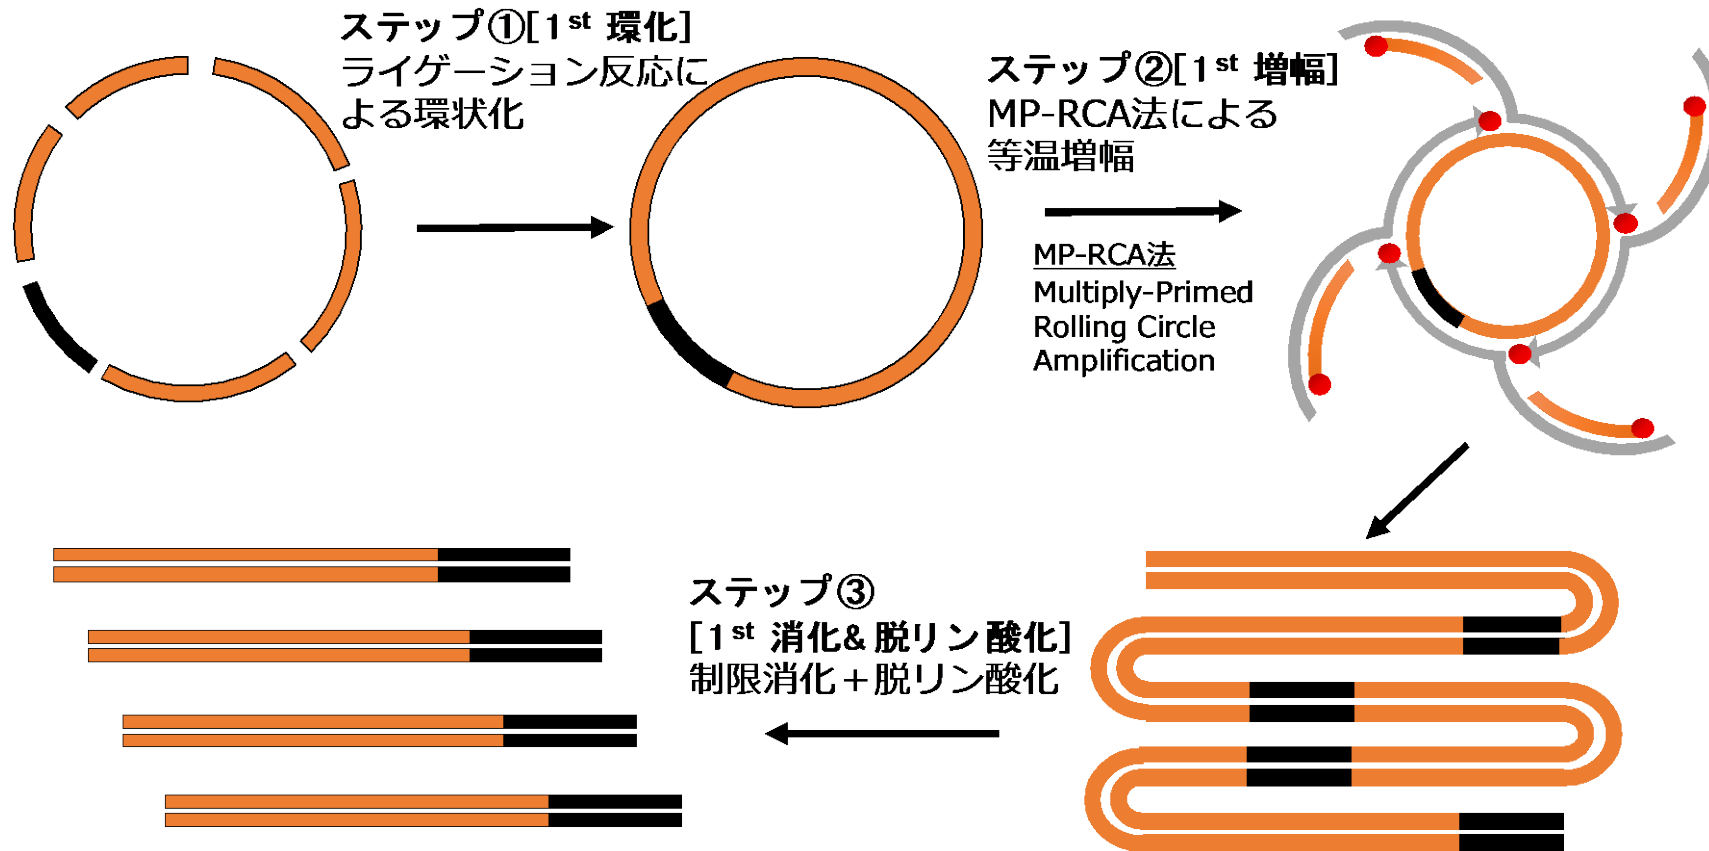 ステップ①[1st 環化]
ライゲーション反応に
よる環状化
ステップ②[1st 増幅]
MP-RCA法による
等温増幅
MP-RCA法
Multiply-Primed
Rolling Circle
Amplification
ステップ③
[1st 消化&脱リン酸化]
制限消化＋脱リン酸化